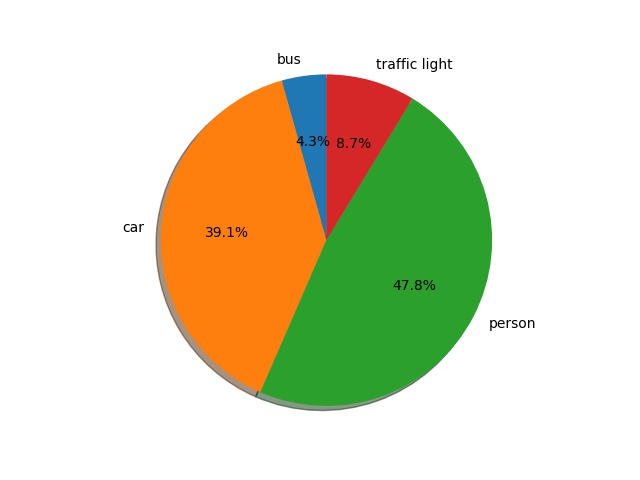 bus
traffic light
4.3%
8.7%
car
39.1%
47.8%
person